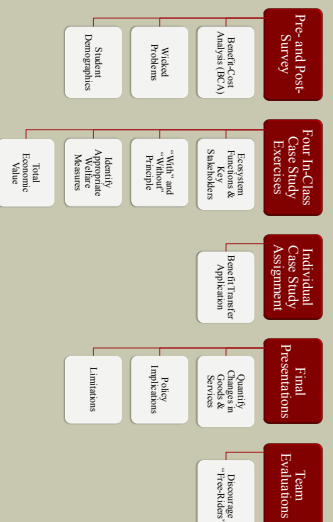 Pre- and Post-
Survey
Benefit-Cost
Analysis (BCA)
Wicked
Problems
Student
Demographics
Four In-Class
Case Study
Exercises
Ecosystem
Functions &
Key
Stakeholders
"With" and
"Without"
Principle
Identify
Appropriate
Welfare
Measures
Total
Economic
Value
Individual
Case Study
Assignment
Benefit Transfer
Application
Final
Presentations
Quantify
Changes in
Goods &
Services
Policy
Implications
Limitations
Team
Evaluations
Discourage
"Free-Riders"